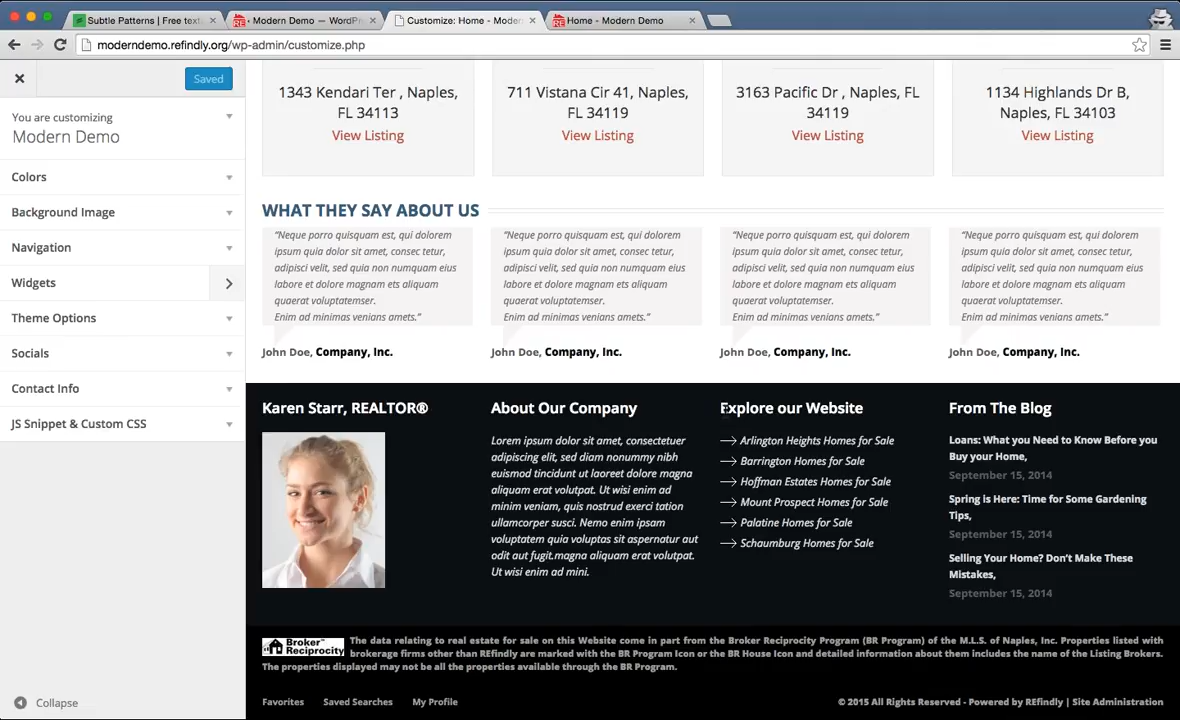 Subtle Patterns | Free text
Modern Demo — WordPr
Customize: Home - Modern
Home - Modern Demo
moderndemo.refindly.org/wp-admin/customize.php
Saved
You are customizing
Modern Demo
Colors
Background Image
Navigation
Widgets
Theme Options
Socials
Contact Info
JS Snippet & Custom CSS
Collapse
1343 Kendari Ter , Naples,
FL 34113
View Listing
711 Vistana Cir 41, Naples,
FL 34119
View Listing
3163 Pacific Dr , Naples, FL
34119
View Listing
1134 Highlands Dr B,
Naples, FL 34103
View Listing
WHAT THEY SAY ABOUT US
“Neque porro quisquam est, qui dolorem
ipsum quia dolor sit amet, consec tetur,
adipisci velit, sed quia non numquam eius
labore et dolore magnam ets aliquam
quaerat voluptatemser.
Enim ad minimas venians amets.”
John Doe, Company, Inc.
“Neque porro quisquam est, qui dolorem
ipsum quia dolor sit amet, consec tetur,
adipisci velit, sed quia non numquam eius
labore et dolore magnam ets aliquam
quaerat voluptatemser.
Enim ad minimas venians amets.”
John Doe, Company, Inc.
“Neque porro quisquam est, qui dolorem
ipsum quia dolor sit amet, consec tetur,
adipisci velit, sed quia non numquam eius
labore et dolore magnam ets aliquam
quaerat voluptatemser.
Enim ad minimas venians amets.”
John Doe, Company, Inc.
“Neque porro quisquam est, qui dolorem
ipsum quia dolor sit amet, consec tetur,
adipisci velit, sed quia non numquam eius
labore et dolore magnam ets aliquam
quaerat voluptatemser.
Enim ad minimas venians amets.”
John Doe, Company, Inc.
Karen Starr, REALTOR®
About Our Company
Lorem ipsum dolor sit amet, consectetuer
adipiscing elit, sed diam nonummy nibh
euismod tincidunt ut laoreet dolore magna
aliquam erat volutpat. Ut wisi enim ad
minim veniam, quis nostrud exerci tation
ullamcorper susci. Nemo enim ipsam
voluptatem quia voluptas sit aspernatur aut
odit aut fugit.magna aliquam erat volutpat.
Ut wisi enim ad mini.
Explore our Website
Arlington Heights Homes for Sale
Barrington Homes for Sale
Hoffman Estates Homes for Sale
Mount Prospect Homes for Sale
Palatine Homes for Sale
Schaumburg Homes for Sale
From The Blog
Loans: What you Need to Know Before you
Buy your Home,
September 15, 2014
Spring is Here: Time for Some Gardening
Tips,
September 15, 2014
Selling Your Home? Don’t Make These
Mistakes,
September 15, 2014
Broker™
Reciprocity
The data relating to real estate for sale on this Website come in part from the Broker Reciprocity Program (BR Program) of the M.L.S. of Naples, Inc. Properties listed with
brokerage firms other than REfindly are marked with the BR Program Icon or the BR House Icon and detailed information about them includes the name of the Listing Brokers.
The properties displayed may not be all the properties available through the BR Program.
Favorites
Saved Searches
My Profile
© 2015 All Rights Reserved - Powered by REfindly | Site Administration